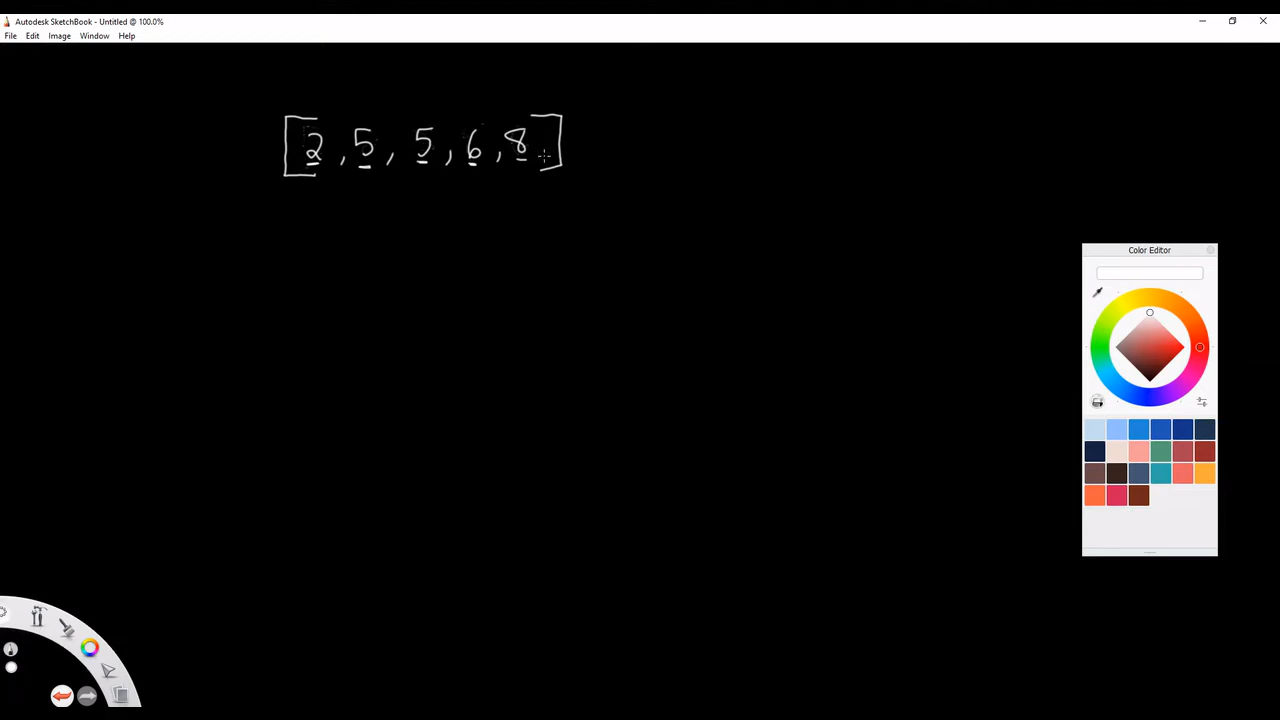 Autodesk SketchBook - Untitled @ 100.0%
File Edit Image Window Help
[2, 5, 5, 6, 8]
Color Editor